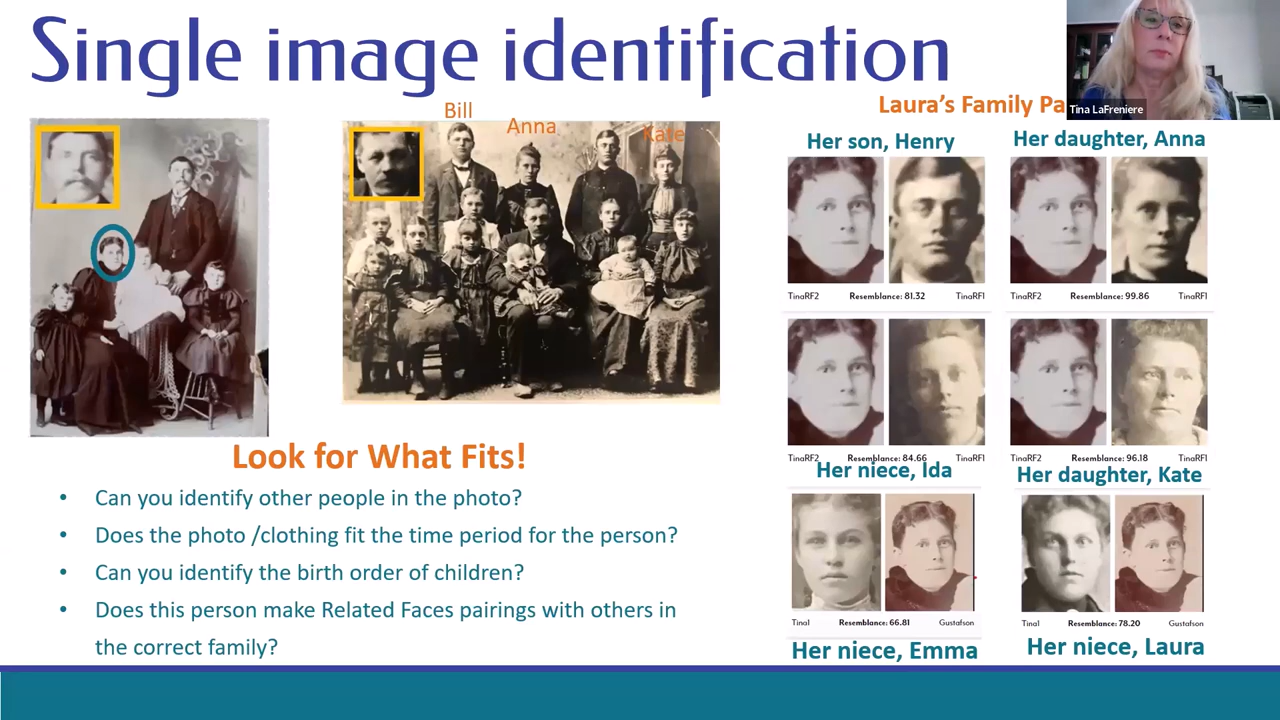 Single image identification
Tina LaFreniere
Bill
Anna
Kate
Laura's Family Pa
Her son, Henry
Her daughter, Anna
TinaRF2 Resemblance: 81.32 TinaRF1
TinaRF2 Resemblance: 99.86 TinaRF1
TinaRF2 Resemblance: 84.66 TinaRF1
TinaRF2 Resemblance: 96.18 TinaRF1
Her niece, Ida
Her daughter, Kate
Look for What Fits!
• Can you identify other people in the photo?
• Does the photo /clothing fit the time period for the person?
• Can you identify the birth order of children?
• Does this person make Related Faces pairings with others in
the correct family?
Tina1 Resemblance: 66.81 Gustafson
Tina1 Resemblance: 78.20 Gustafson
Her niece, Emma
Her niece, Laura